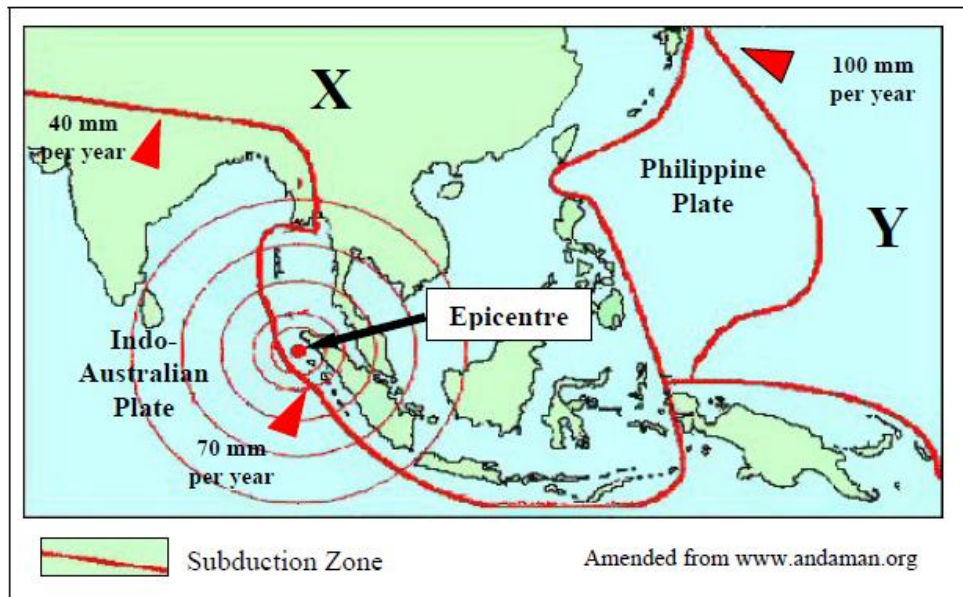 X
40 mm
per year
100 mm
per year
Philippine
Plate
Y
Epicentre
Indo-
Australian
Plate
70 mm
per year
Subduction Zone
Amended from www.andaman.org